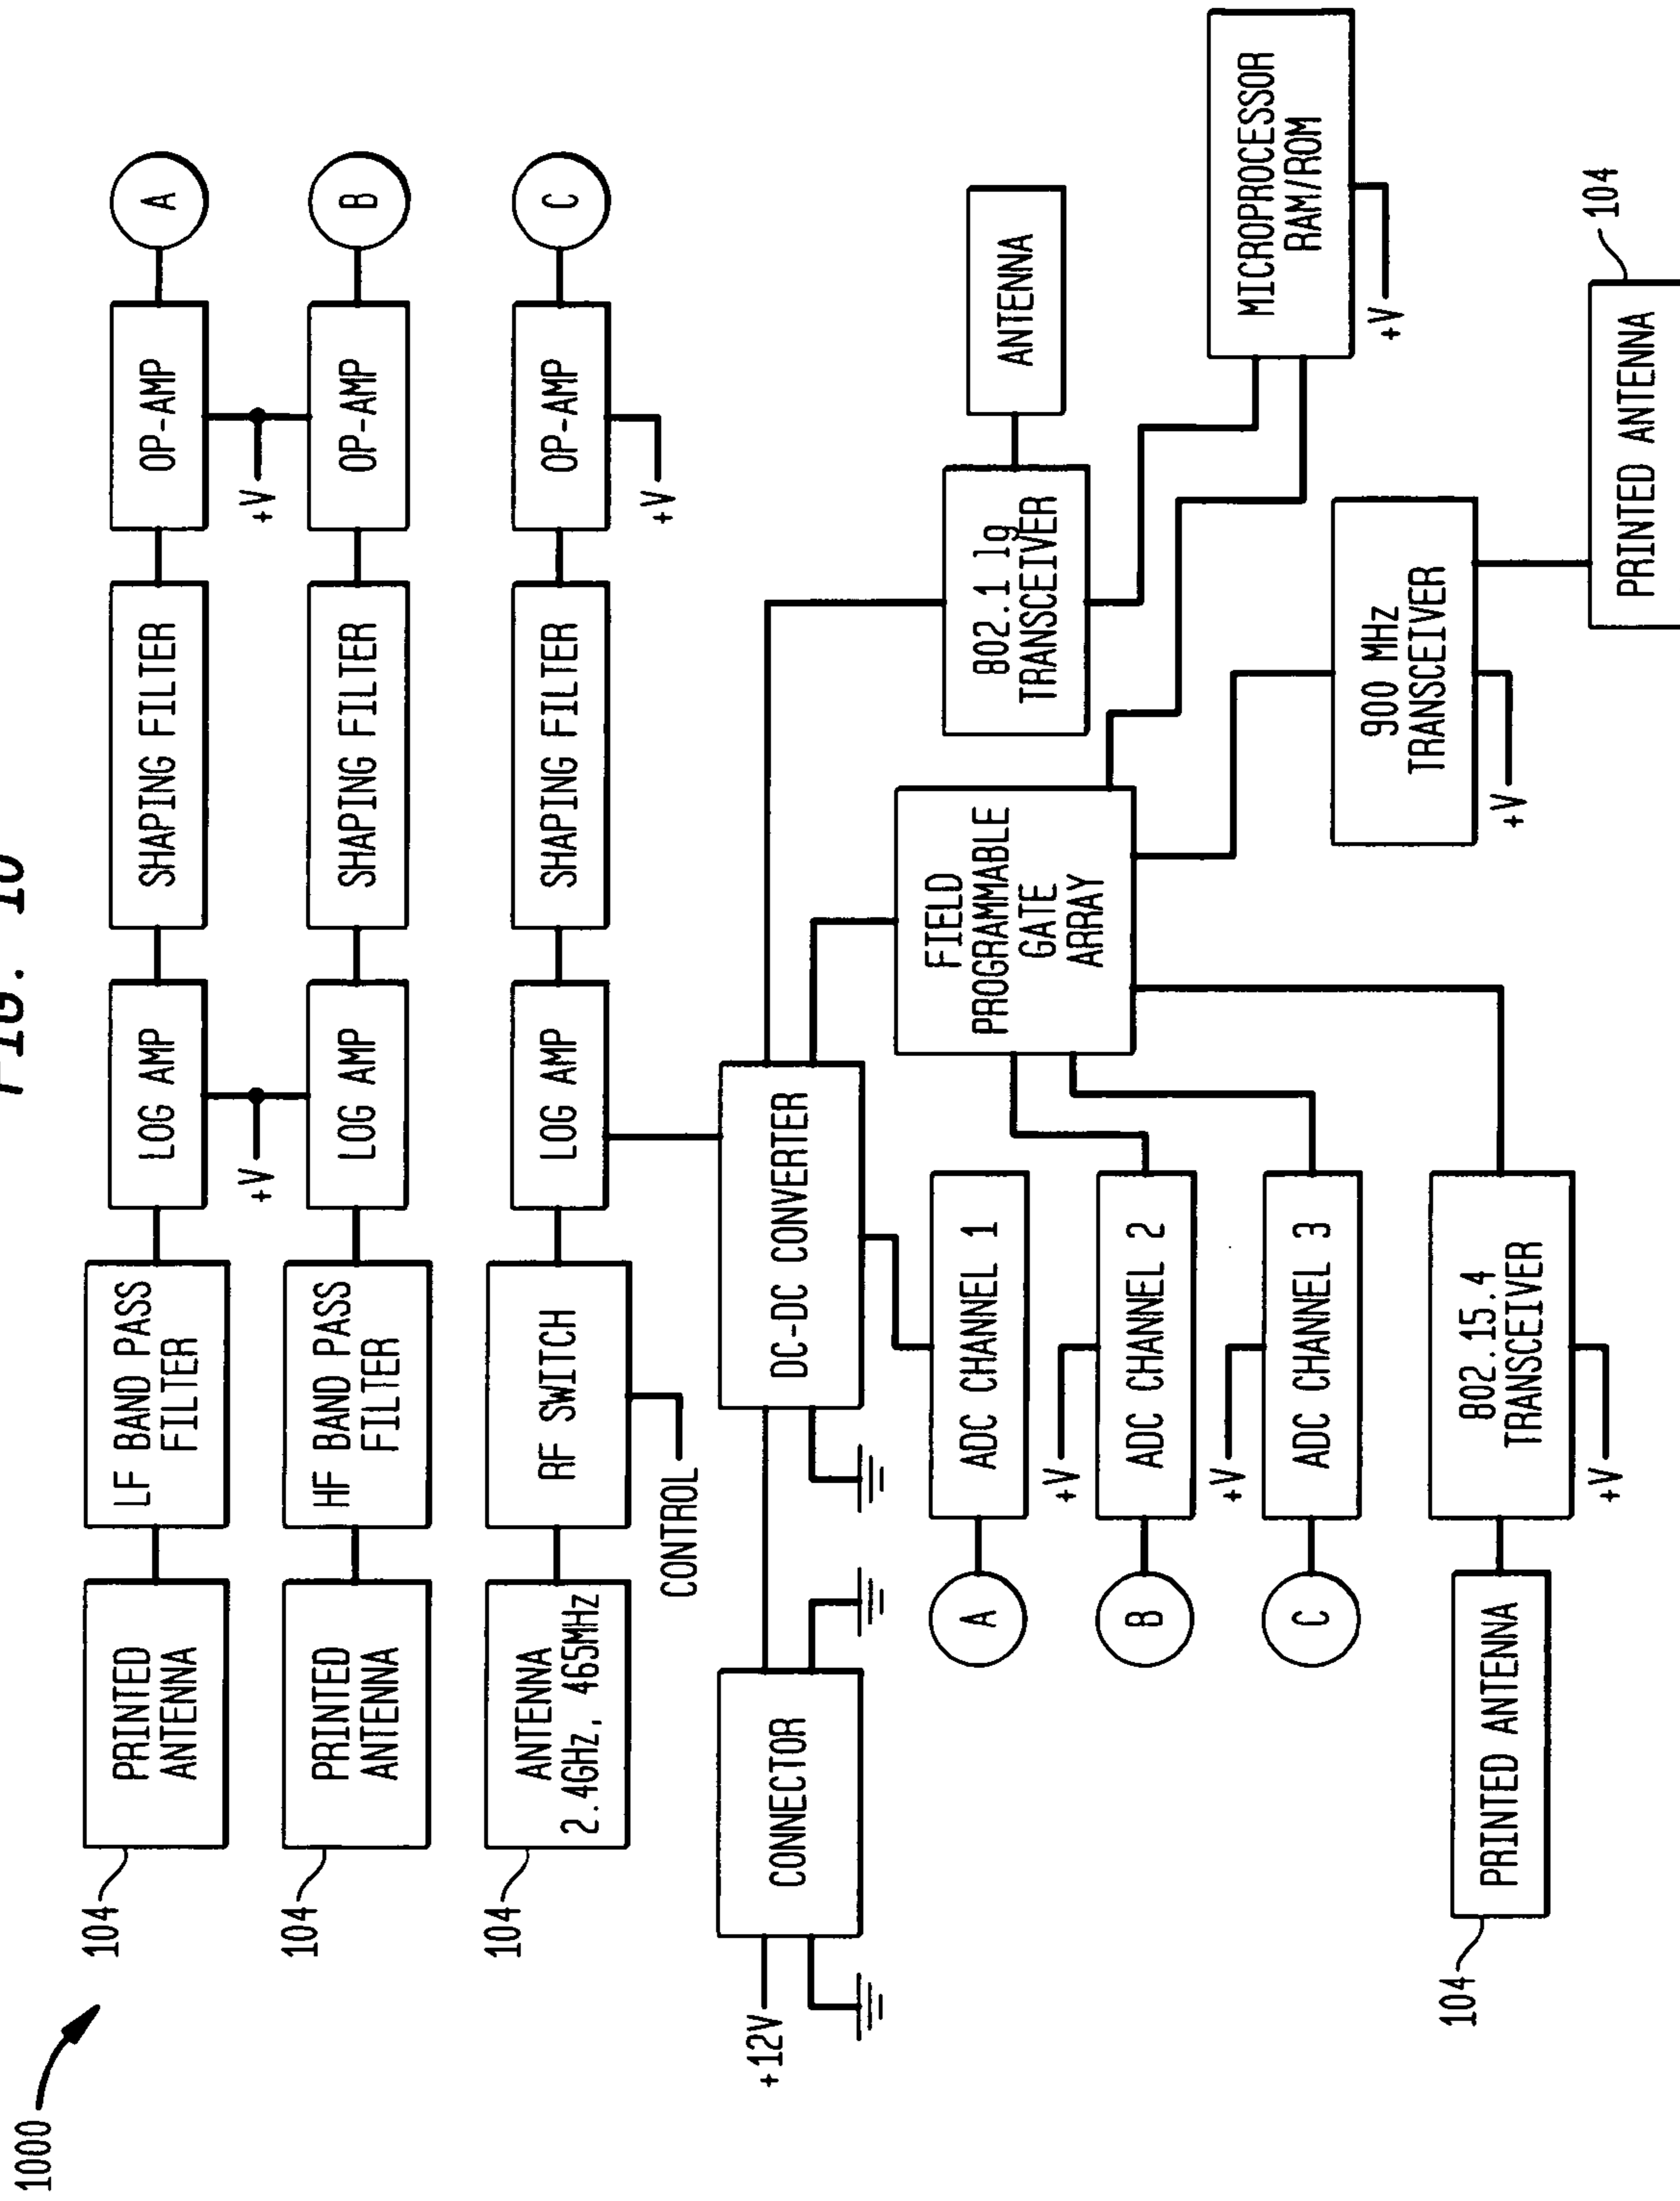 FIG. 10
1000
104
PRINTED
ANTENNA
LF BAND PASS
FILTER
LOG AMP
SHAPING FILTER
OP-AMP
A
+V
+V
104
PRINTED
ANTENNA
HF BAND PASS
FILTER
LOG AMP
SHAPING FILTER
OP-AMP
B
104
ANTENNA
2.4GHz, 465MHz
RF SWITCH
LOG AMP
SHAPING FILTER
OP-AMP
C
CONTROL
+V
+12V
CONNECTOR
DC-DC CONVERTER
802.11g
TRANSCEIVER
ANTENNA
A
ADC CHANNEL 1
FIELD
PROGRAMMABLE
GATE
ARRAY
+V
B
ADC CHANNEL 2
MICROPROCESSOR
RAM/ROM
+V
+V
C
ADC CHANNEL 3
900 MHz
TRANSCEIVER
+V
104
PRINTED ANTENNA
802.15.4
TRANSCEIVER
+V
PRINTED ANTENNA
104